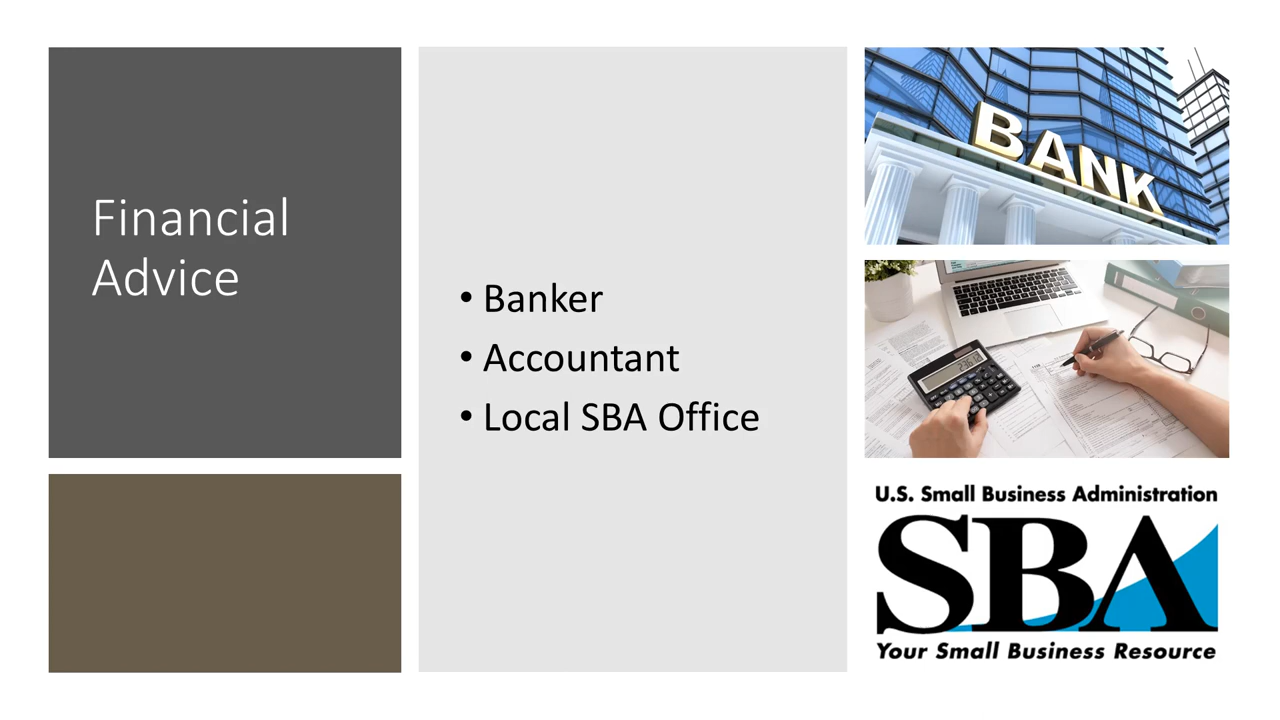 Financial
Advice
• Banker
• Accountant
• Local SBA Office
BANK
U.S. Small Business Administration
SBA
Your Small Business Resource